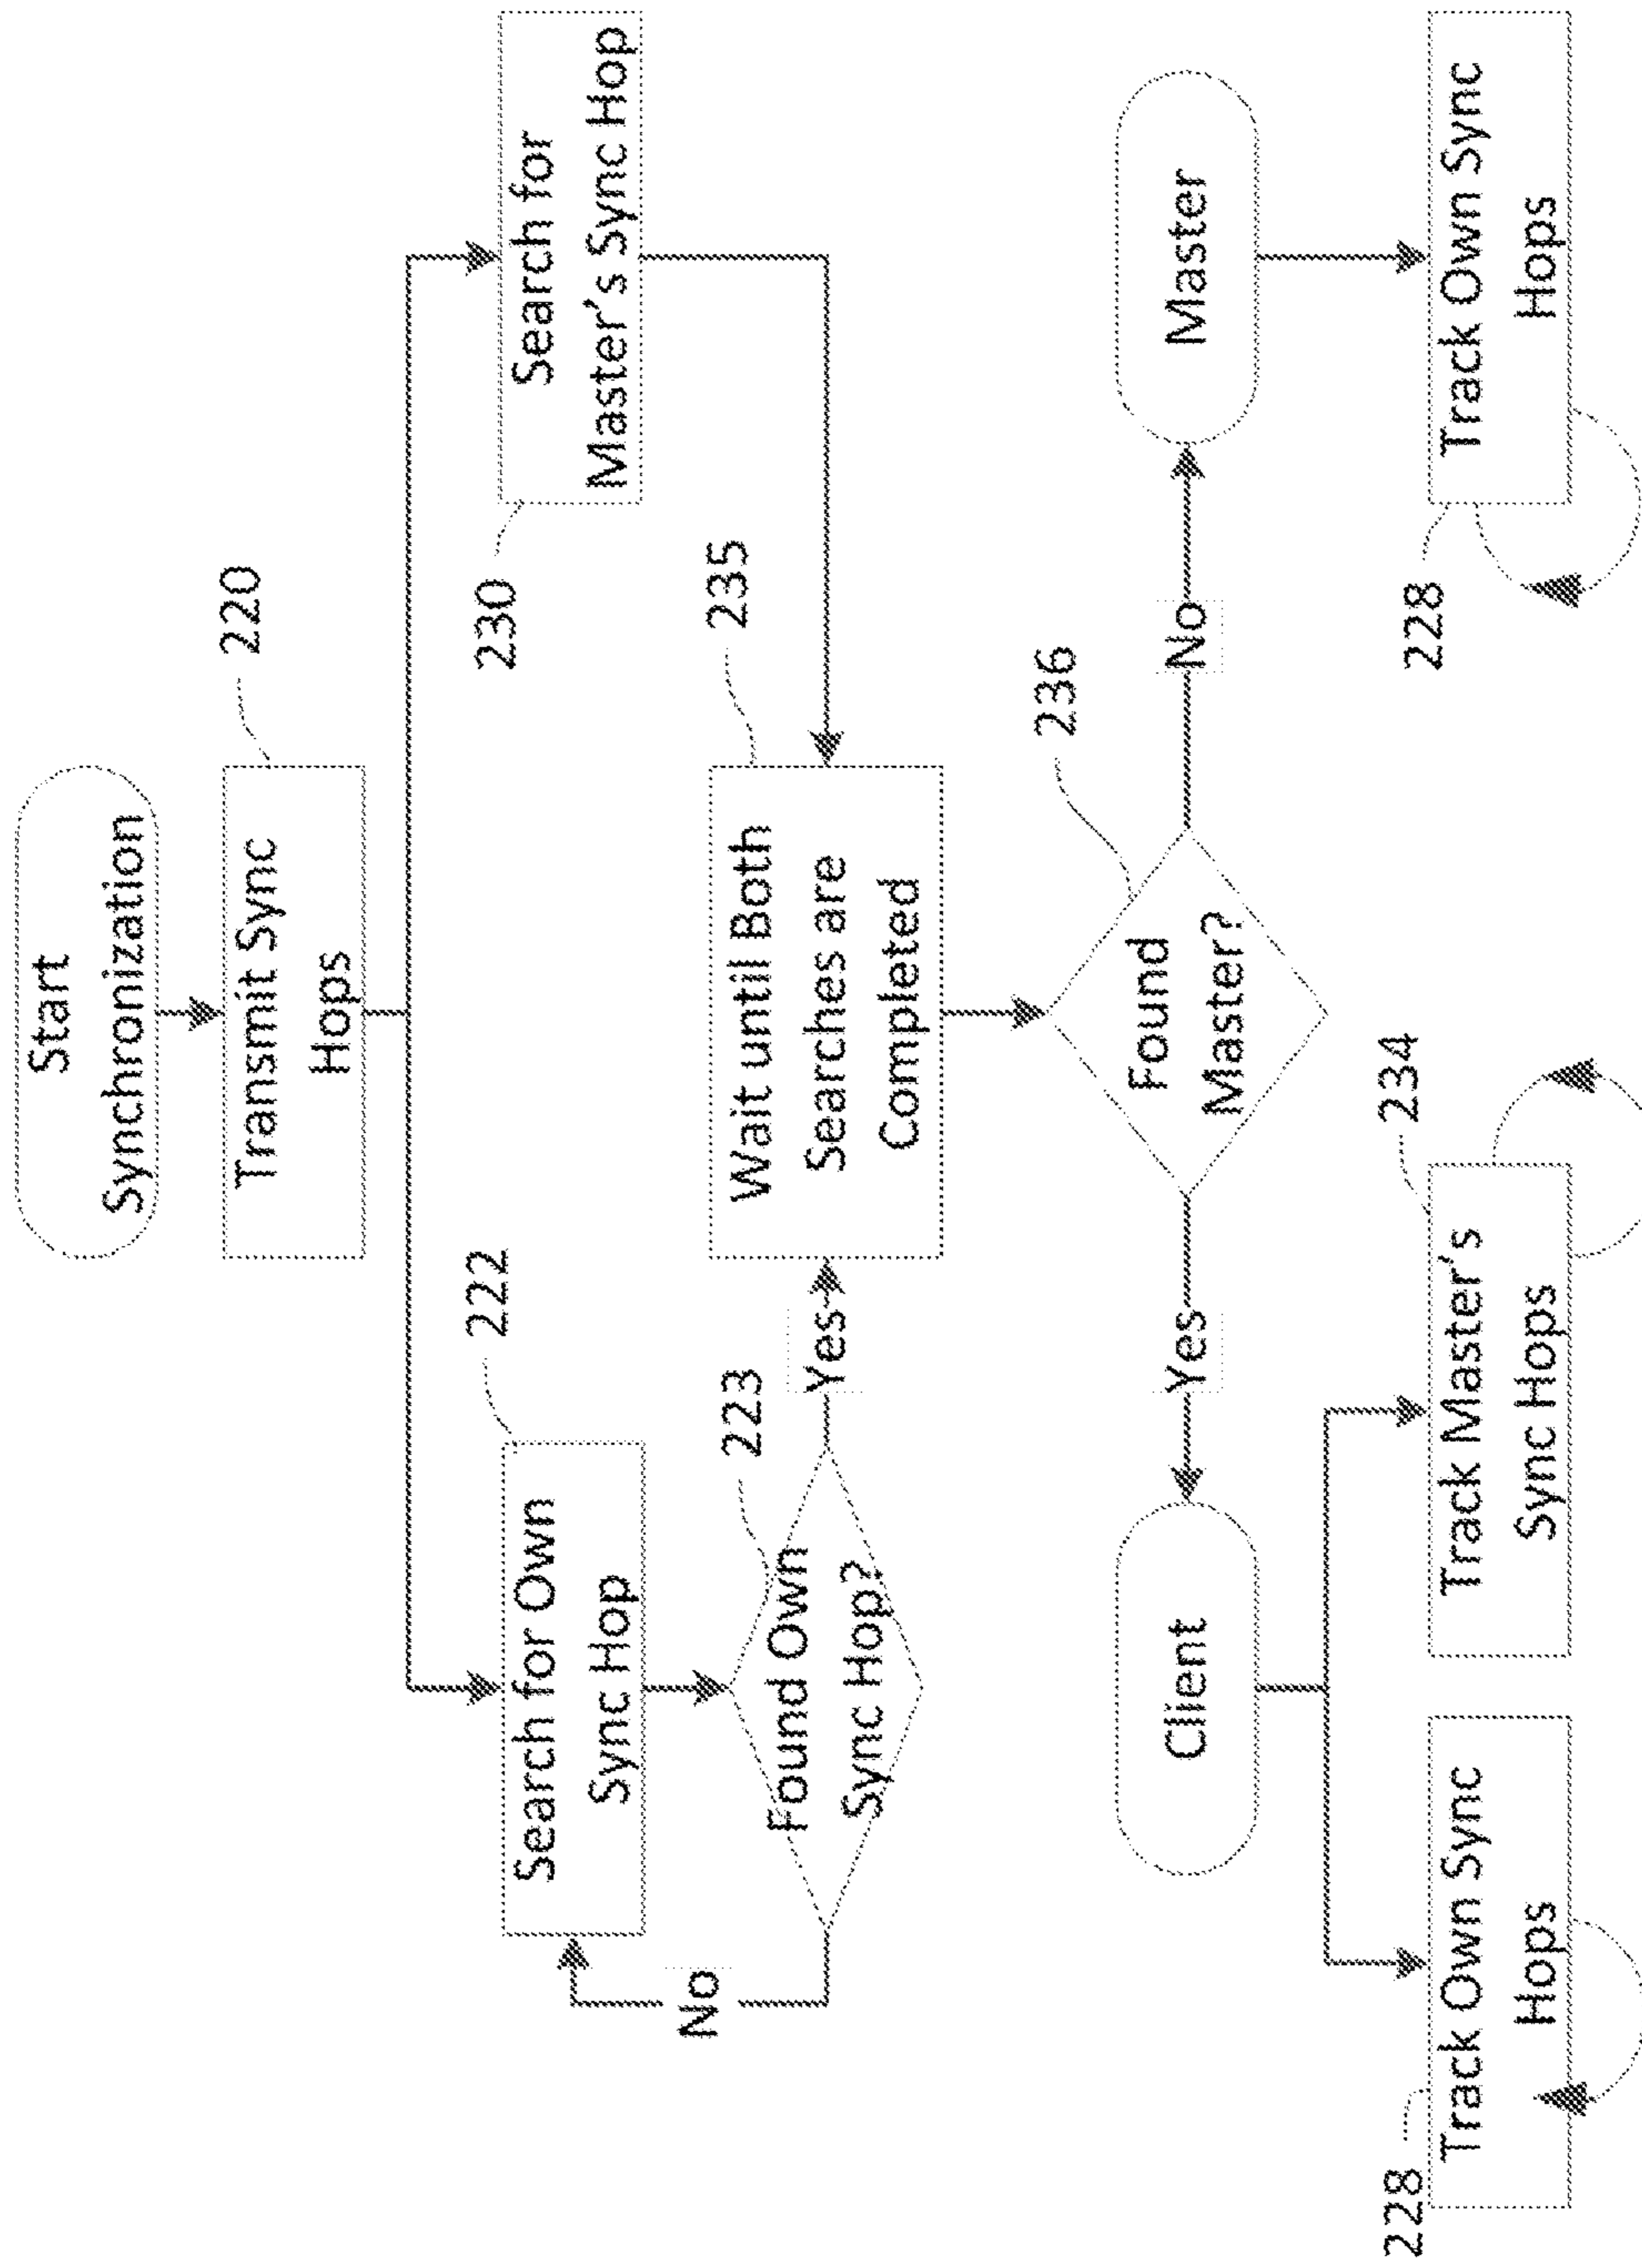 Start
Synchronization
220
Transmit Sync
Hops
222
Search for Own
Sync Hop
230
Search for
Master's Sync Hop
223
Found Own
Sync Hop?
No
Yes
235
Wait until Both
Searches are
Completed
236
Found
Master?
Yes
No
Client
Master
228
Track Own Sync
Hops
234
Track Master's
Sync Hops
228
Track Own Sync
Hops